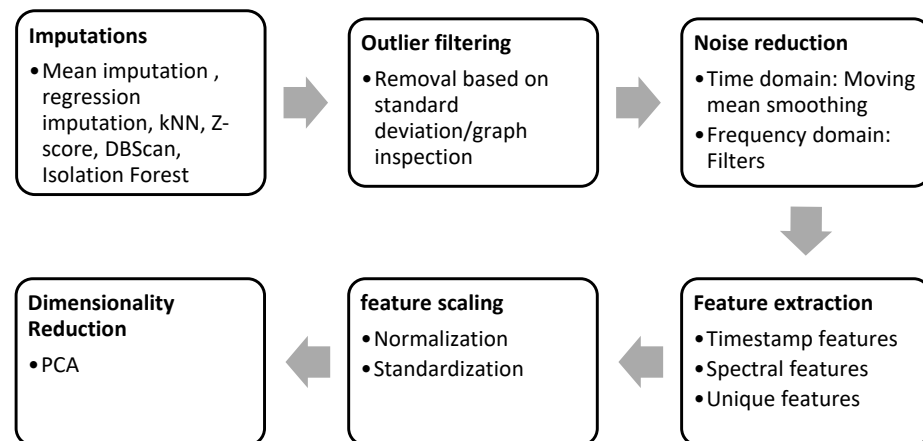 Imputations
•Mean imputation ,
regression
imputation, kNN, Z-
score, DBScan,
Isolation Forest
Outlier filtering
•Removal based on
standard
deviation/graph
inspection
Noise reduction
•Time domain: Moving
mean smoothing
•Frequency domain:
Filters
Feature extraction
•Timestamp features
•Spectral features
•Unique features
feature scaling
•Normalization
•Standardization
Dimensionality
Reduction
•PCA